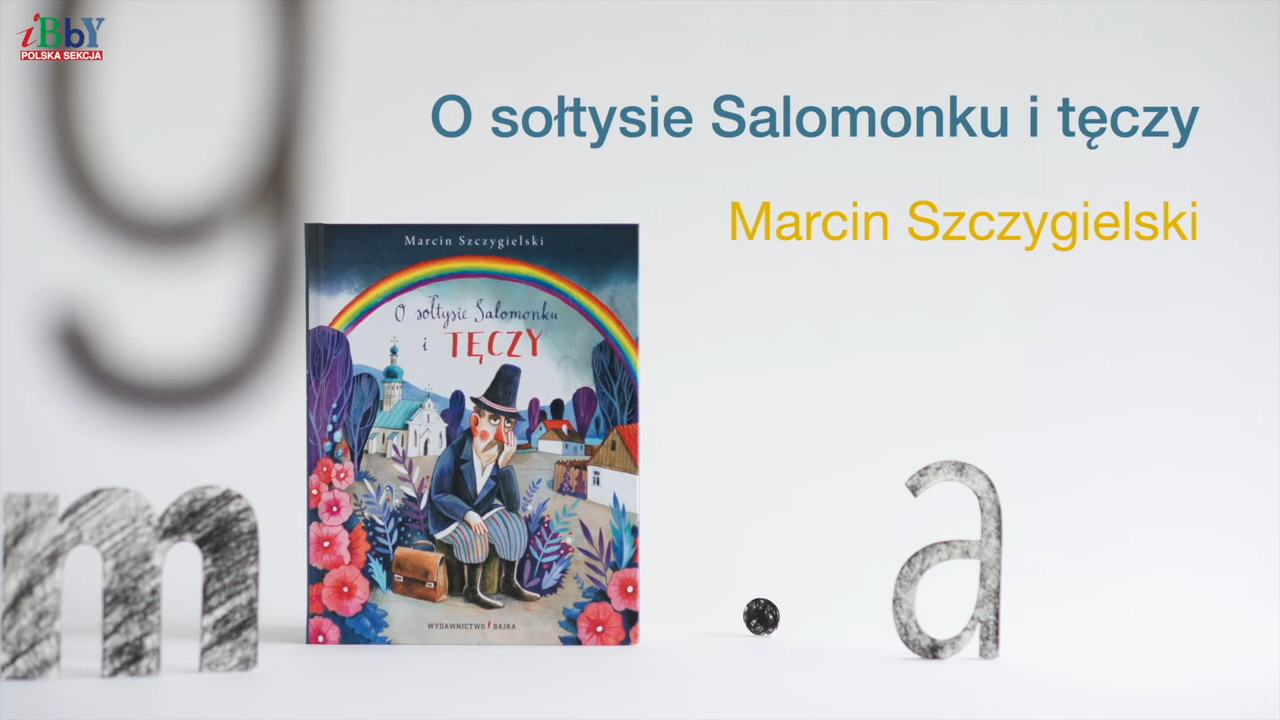 iBbY
POLSKA SEKCJA
O sołtysie Salomonku i tęczy
Marcin Szczygielski
Marcin Szczygielski
O sołtysie Salomonku
i TĘCZY
WYDAWNICTWO BAJKA
g
m . a